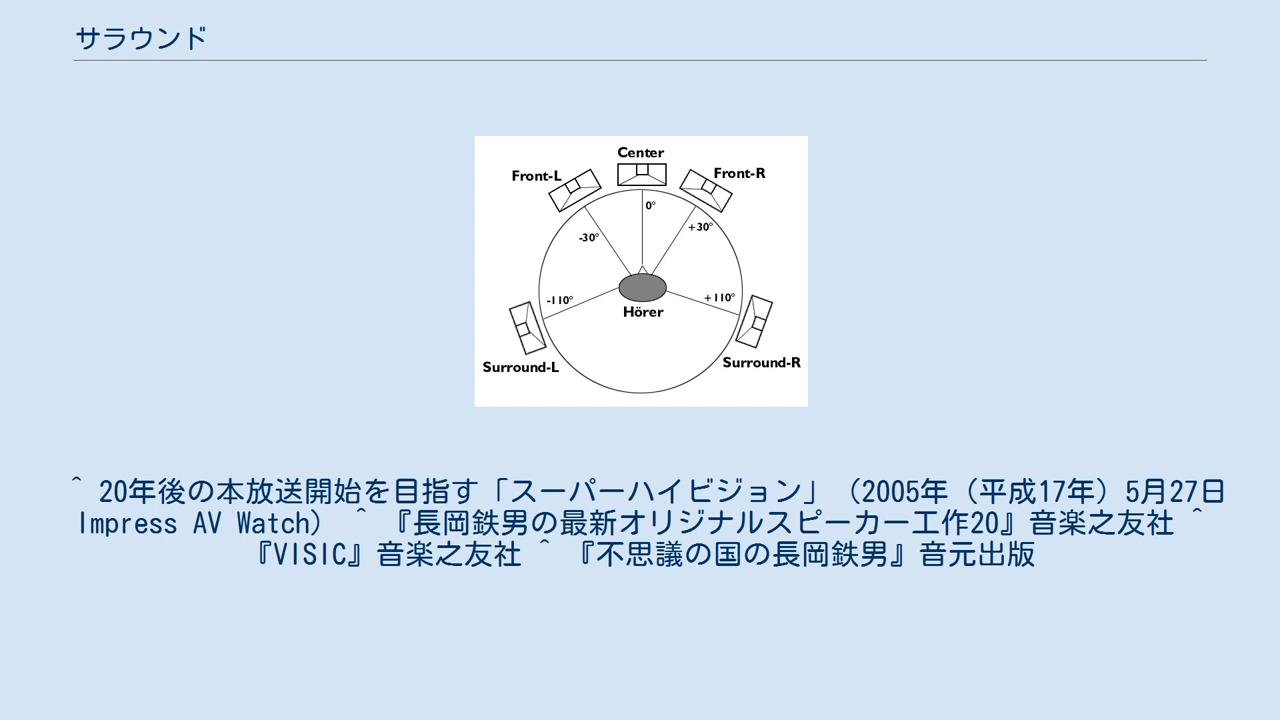 サラウンド
Center
Front-L
Front-R
0°
-30°
+30°
-110°
+110°
Hörer
Surround-L
Surround-R
^ 20年後の本放送開始を目指す「スーパーハイビジョン」（2005年（平成17年）5月27日
Impress AV Watch） ^ 『長岡鉄男の最新オリジナルスピーカー工作20』音楽之友社 ^
『VISIC』音楽之友社 ^ 『不思議の国の長岡鉄男』音元出版